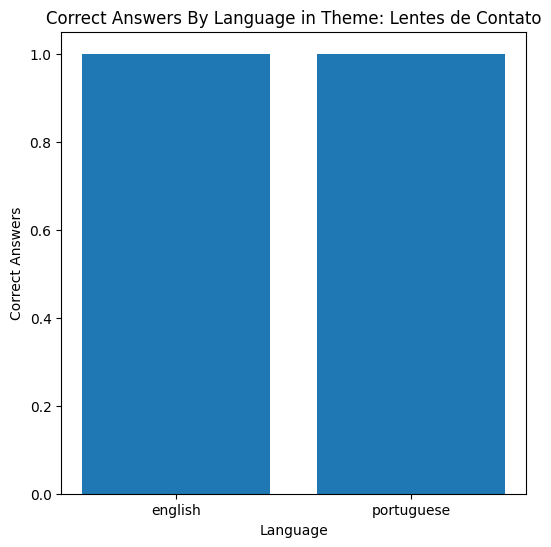 Correct Answers By Language in Theme: Lentes de Contato
1.0
0.8
0.6
0.4
0.2
0.0
Correct Answers
english
portuguese
Language